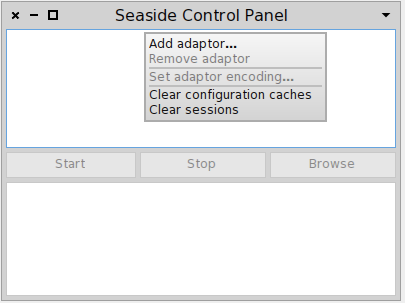 Seaside Control Panel
Add adaptor...
Remove adaptor
Set adaptor encoding...
Clear configuration caches
Clear sessions
Start Stop Browse